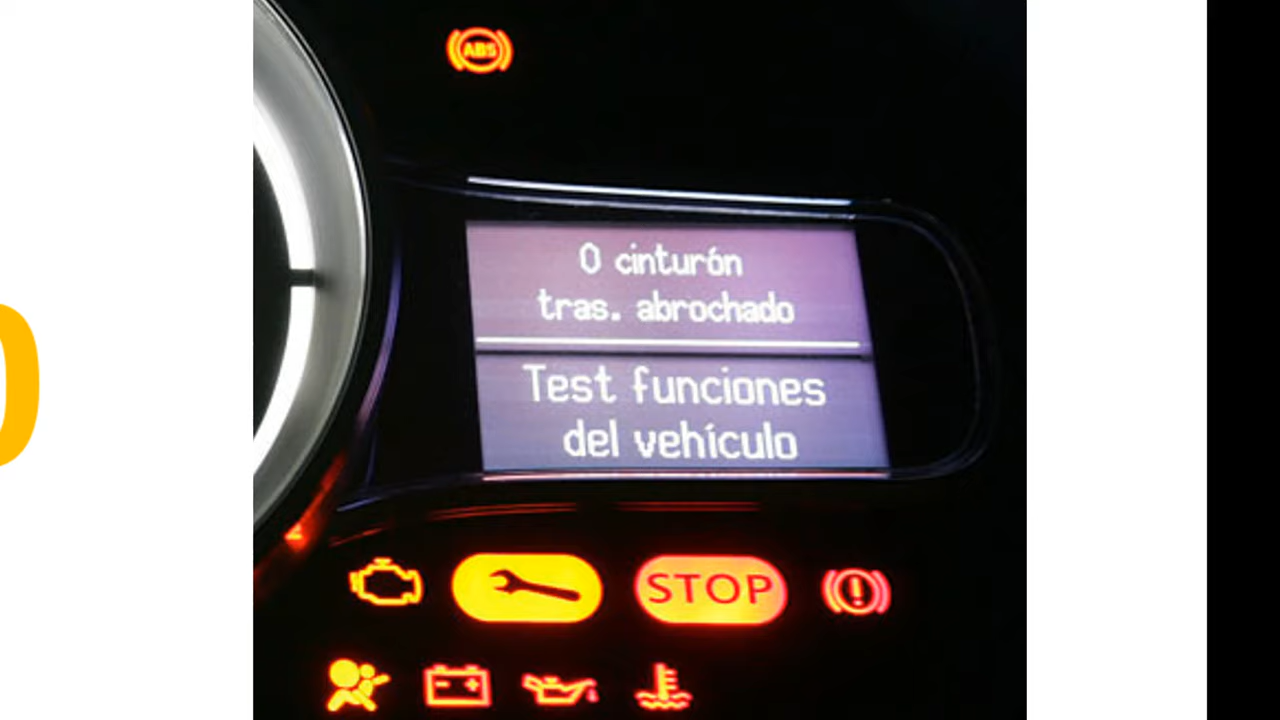 ABS
0 cinturón
tras. abrochado
Test funciones
del vehículo
STOP